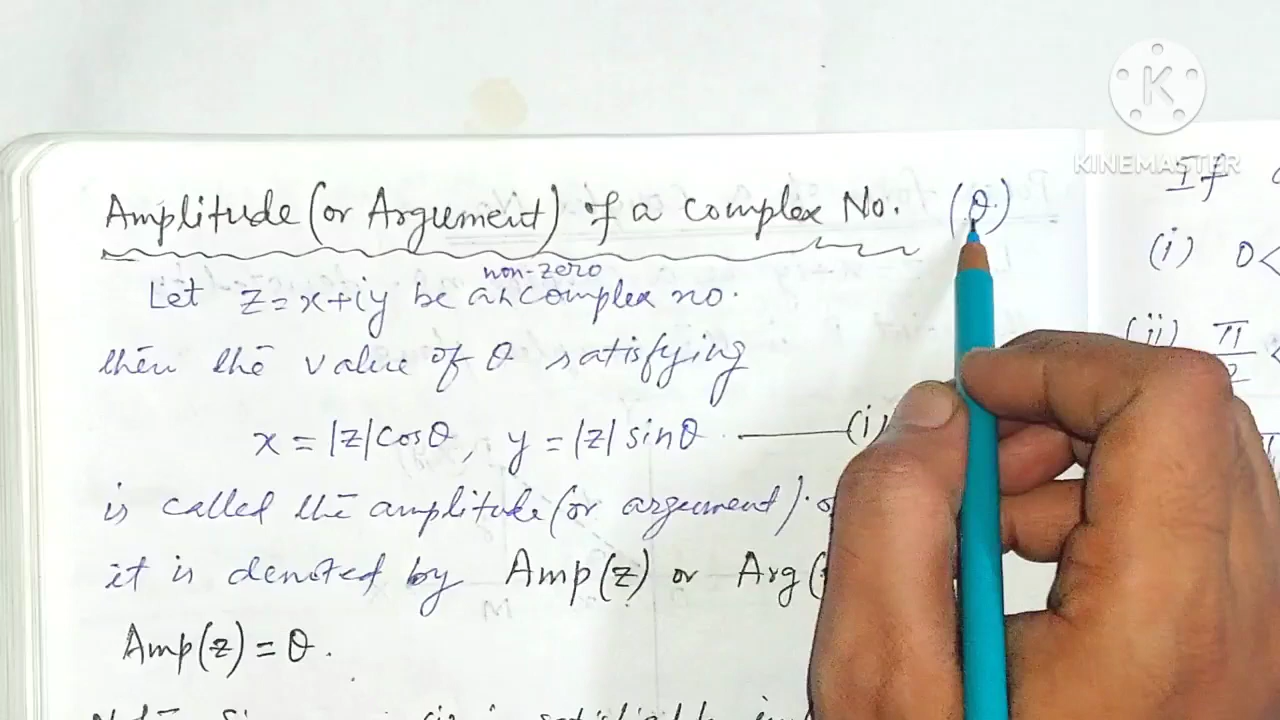 Amplitude (or Arguement) of a complex No. (θ)
non-zero
Let z=x+iy be a complex no.
then the value of θ satisfying
x = |z|cosθ, y = |z| sinθ. —(i)
is called the amplitude (or arguement).
it is denoted by Amp(z) or Arg(
Amp(z) = θ.
If
(i) 0<
(ii) π/2 <
K
KINEMASTER